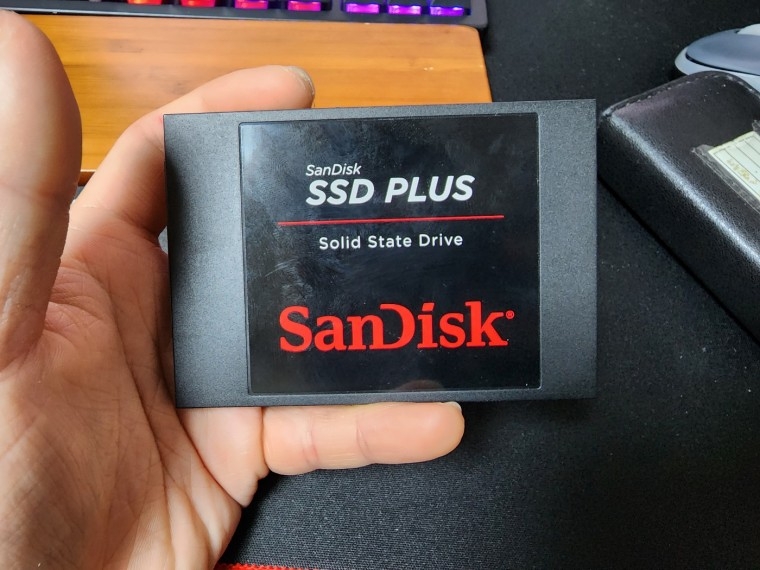 SanDisk
SSD PLUS
Solid State Drive
SanDisk®